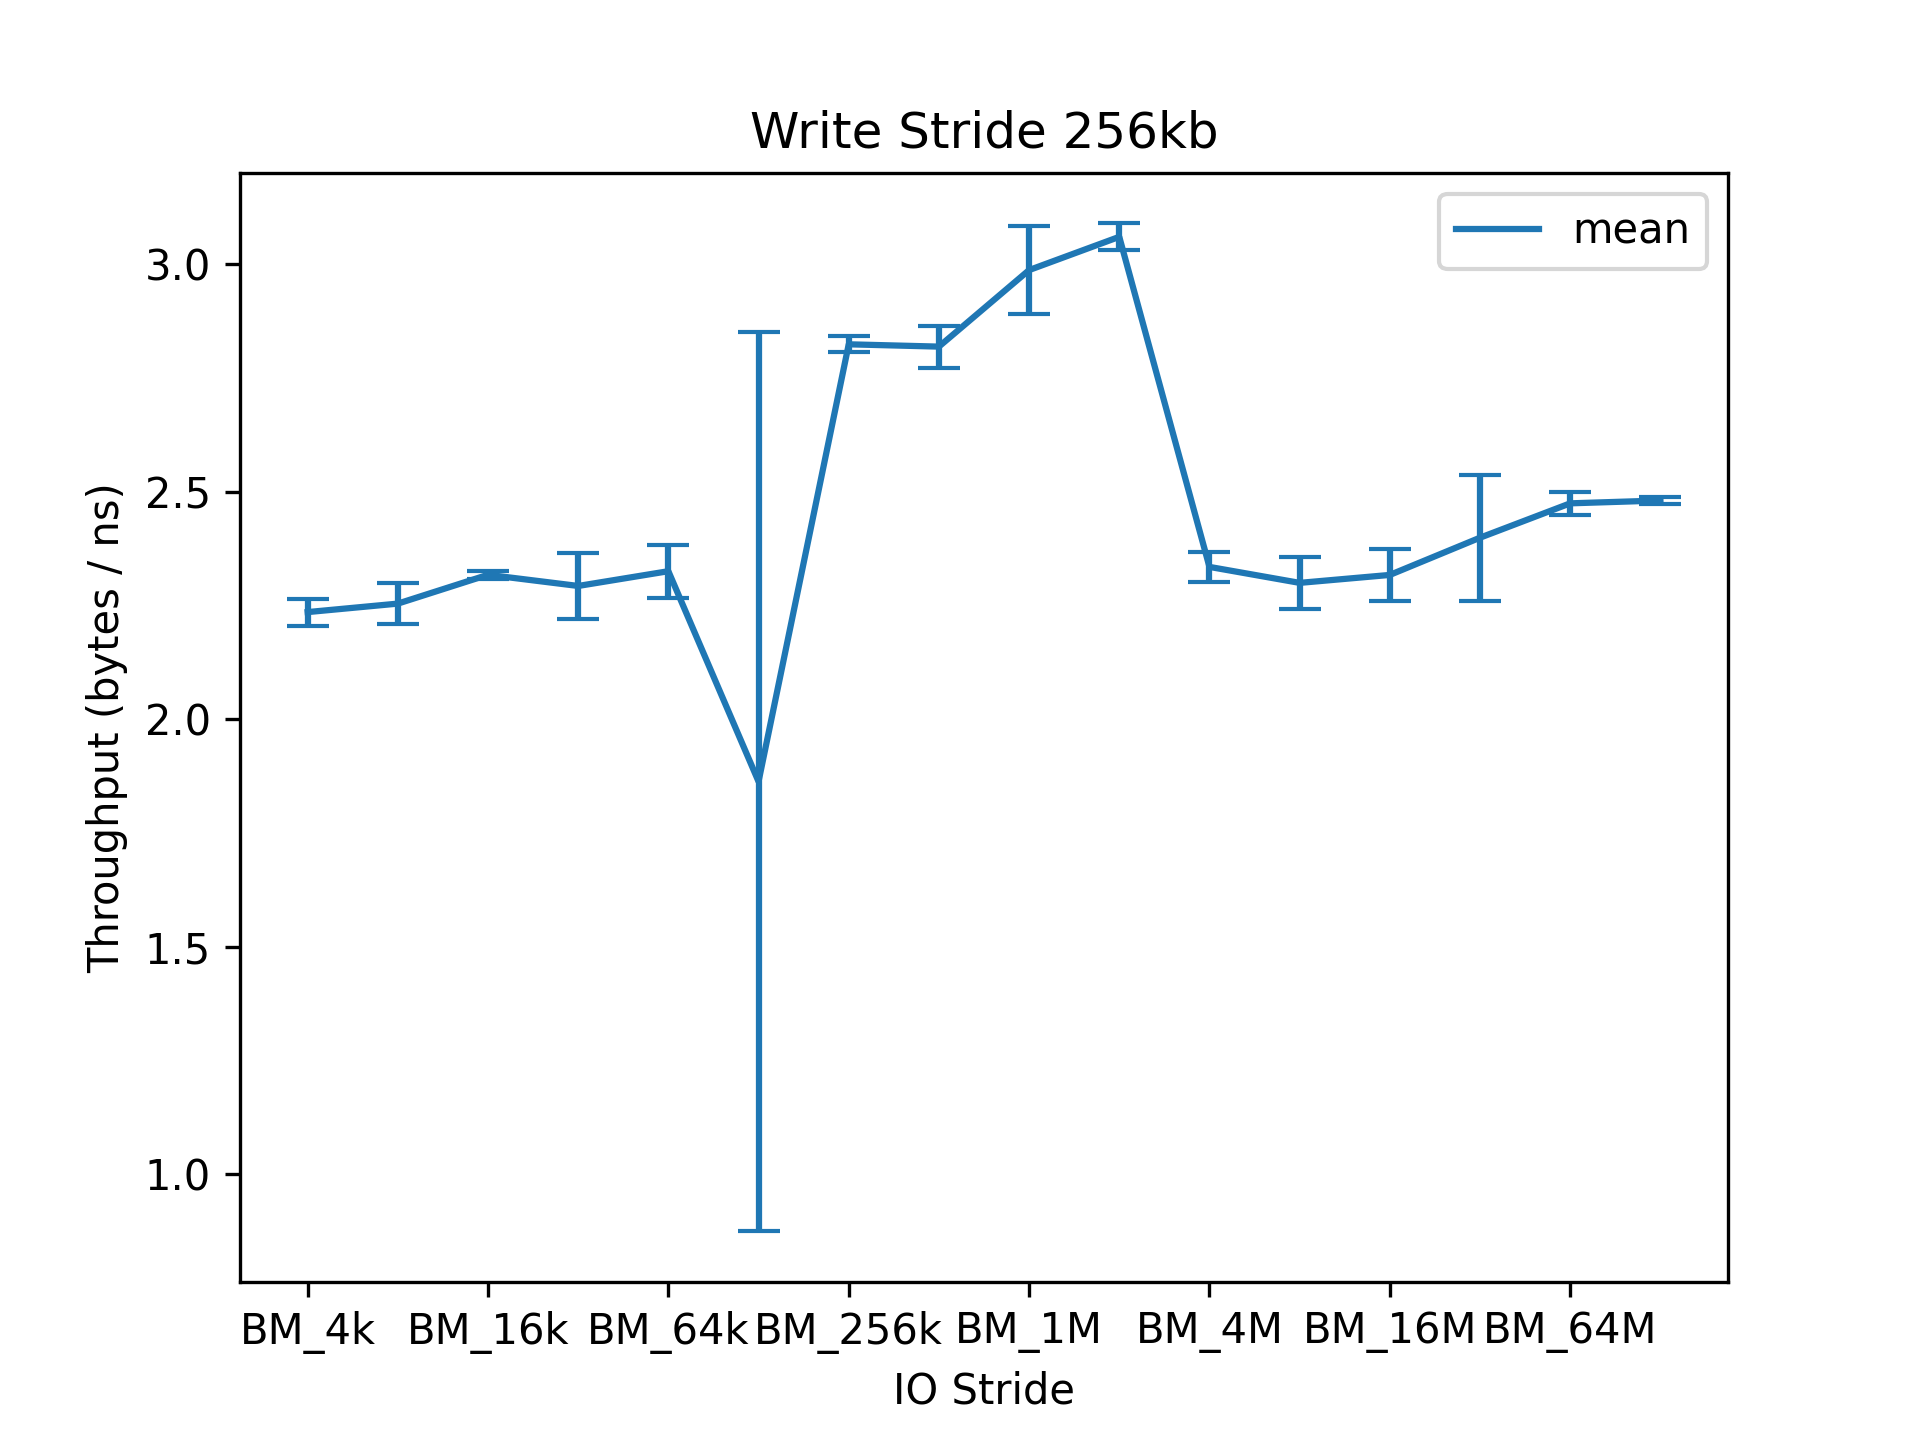 Write Stride 256kb
mean
Throughput (bytes / ns)
3.0
2.5
2.0
1.5
1.0
BM_4k BM_16k BM_64k BM_256k BM_1M BM_4M BM_16M BM_64M
IO Stride